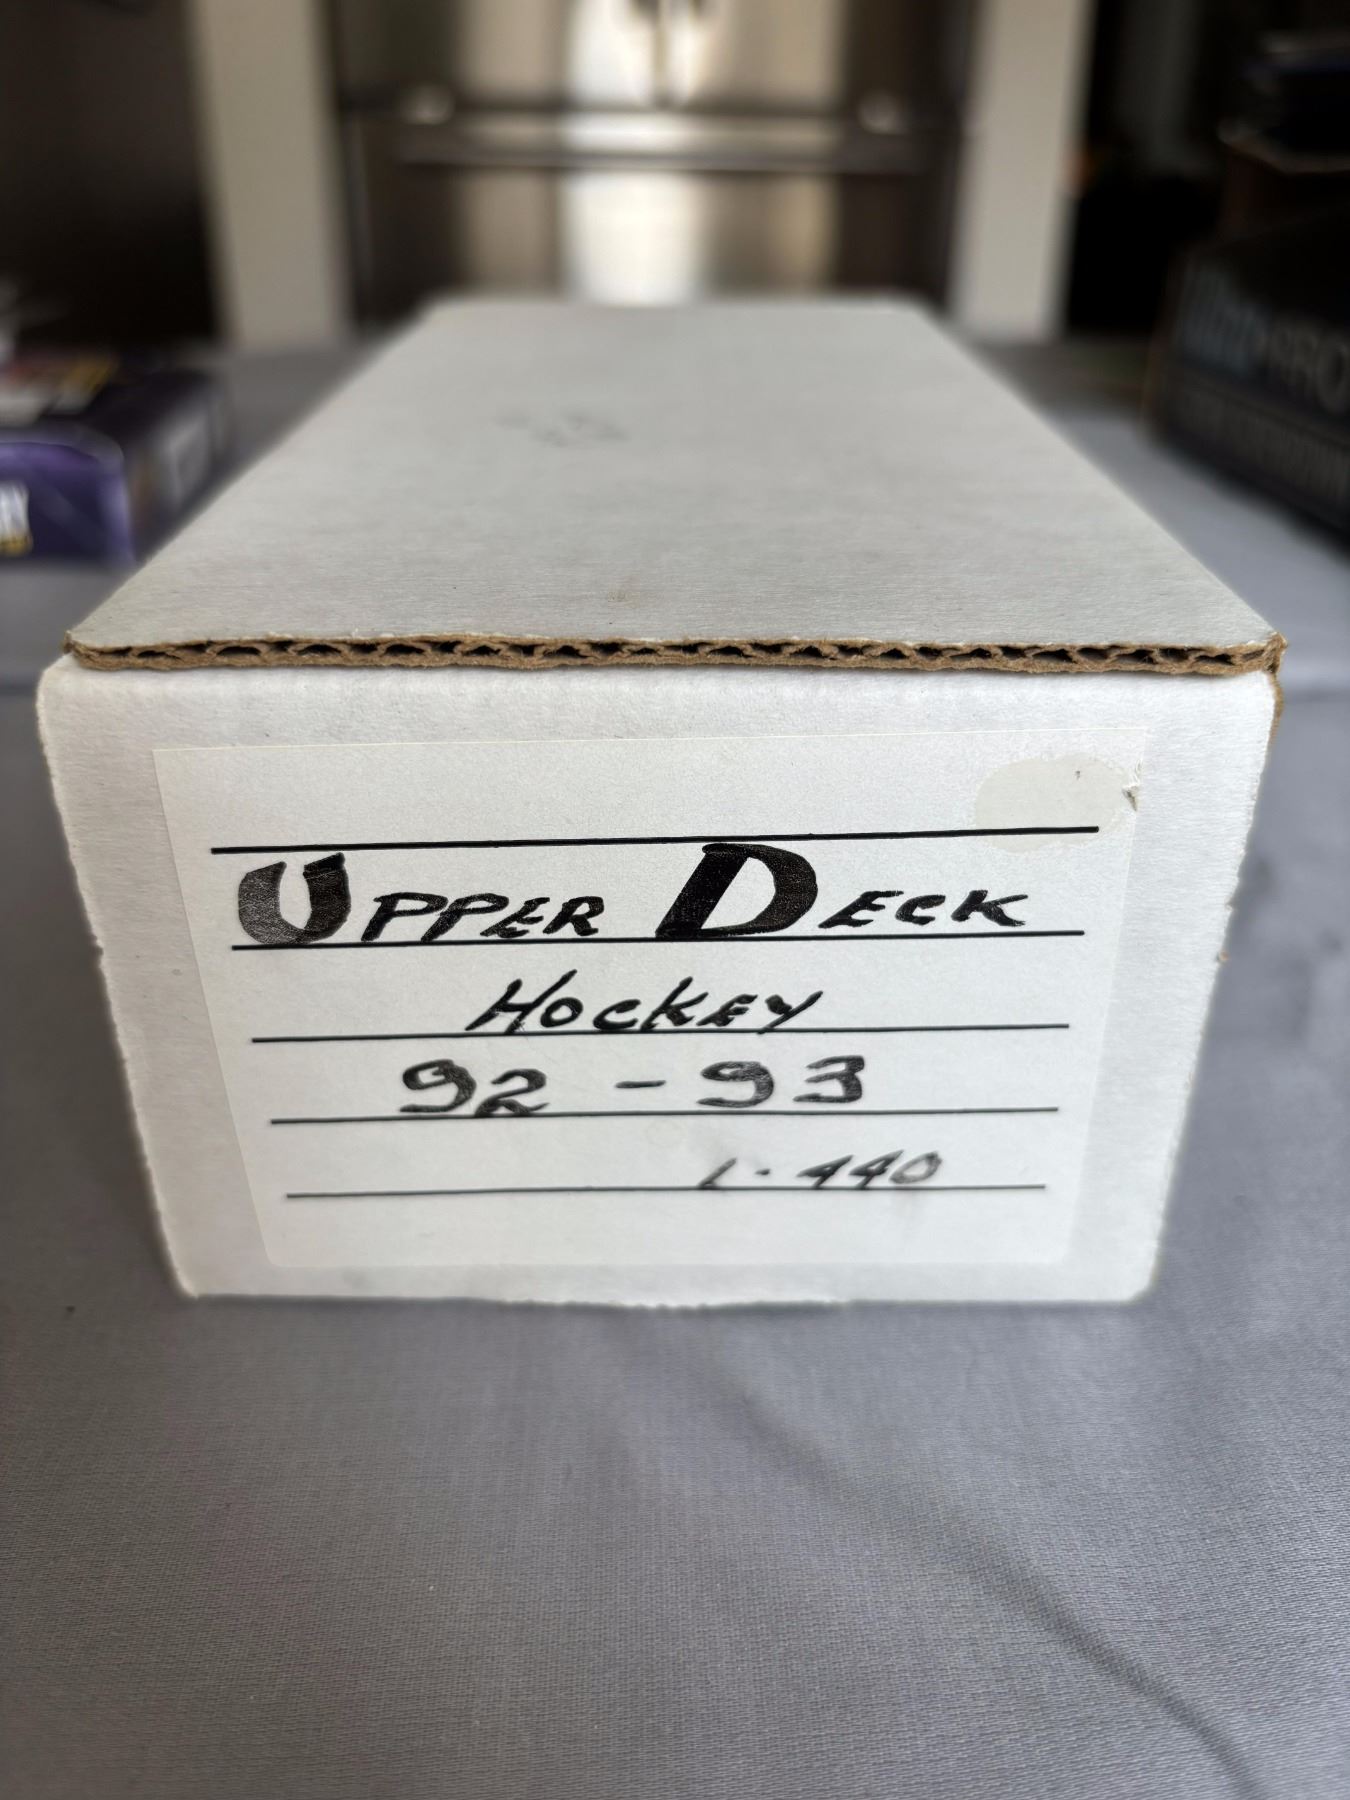 UPPER DECK
HOCKEY
92 - 93
1 - 440